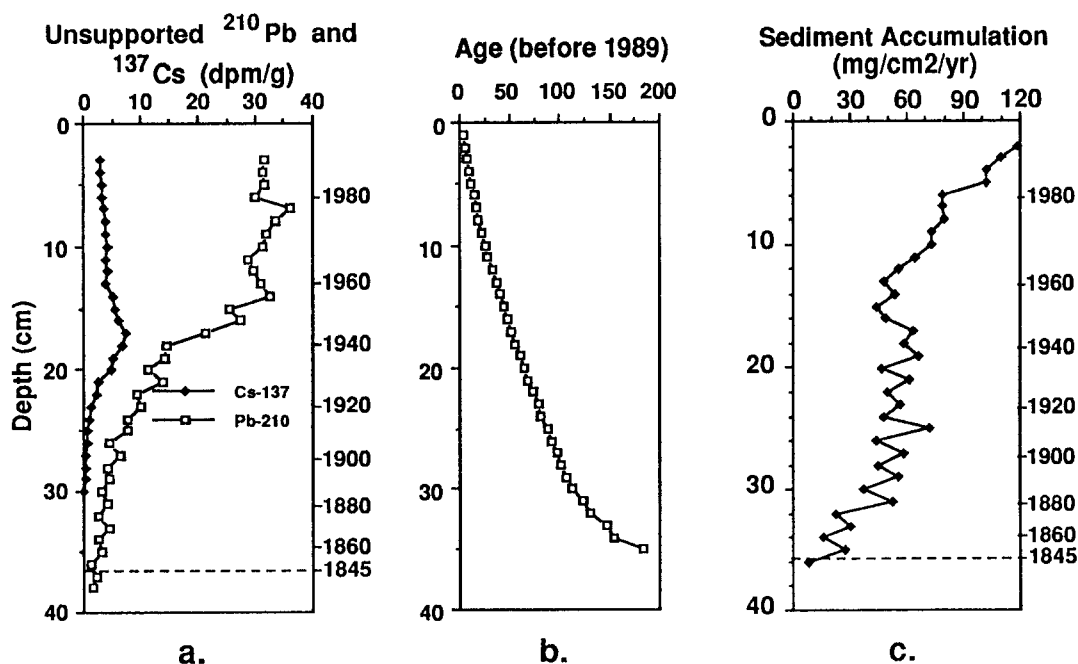 Unsupported ²¹⁰Pb and
¹³⁷Cs (dpm/g)
0 10 20 30 40
0
10
20
30
40
Depth (cm)
1980
1960
1940
1920
1900
1880
1860
1845
Cs-137
Pb-210
a.
Age (before 1989)
0 50 100 150 200
0
10
20
30
40
b.
Sediment Accumulation
(mg/cm2/yr)
0 30 60 90 120
0
10
20
30
40
1980
1960
1940
1920
1900
1880
1860
1845
c.